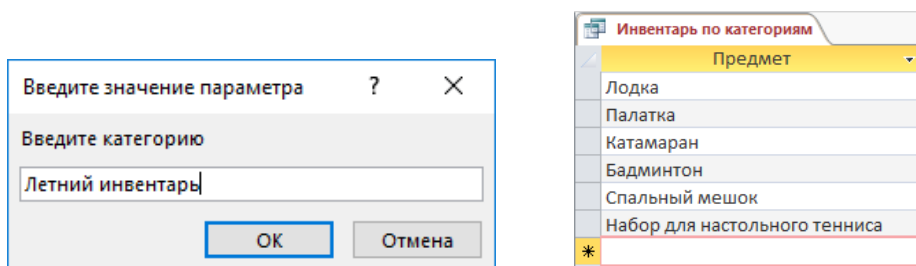 Введите значение параметра ? ×
Введите категорию
Летний инвентарь
ОК Отмена
Инвентарь по категориям
Предмет
Лодка
Палатка
Катамаран
Бадминтон
Спальный мешок
Набор для настольного тенниса
*